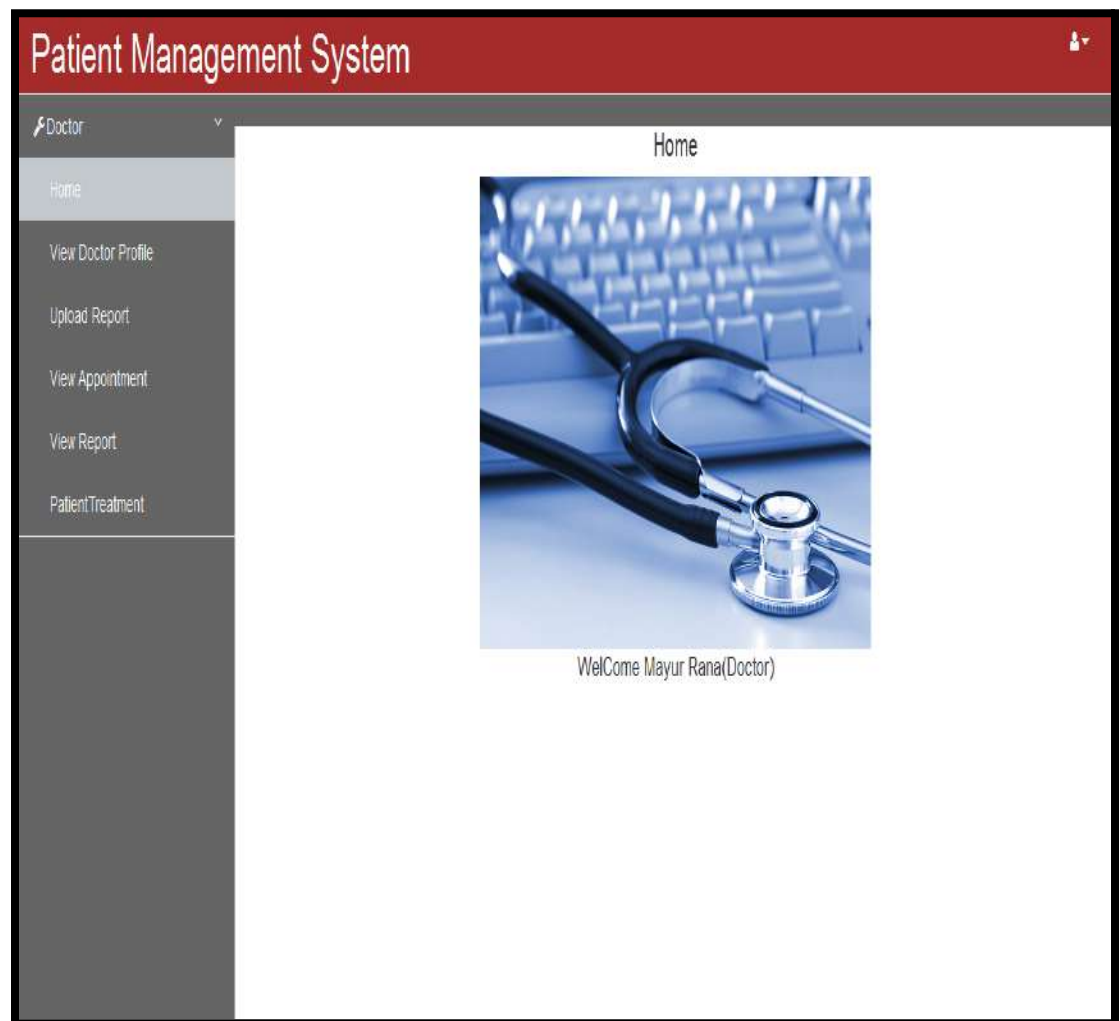 Patient Management System
Doctor
Home
View Doctor Profile
Upload Report
View Appointment
View Report
PatientTreatment
Home
WelCome Mayur Rana(Doctor)